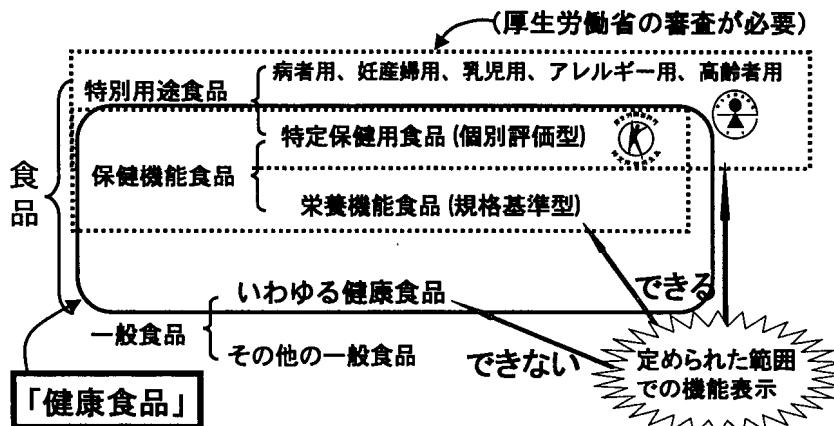 (厚生労働省の審査が必要)
病者用、妊産婦用、乳児用、アレルギー用、高齢者用
特別用途食品
特定保健用食品 (個別評価型)
食品
保健機能食品
栄養機能食品 (規格基準型)
いわゆる健康食品
できる
一般食品
その他の一般食品
できない
定められた範囲
での機能表示
「健康食品」